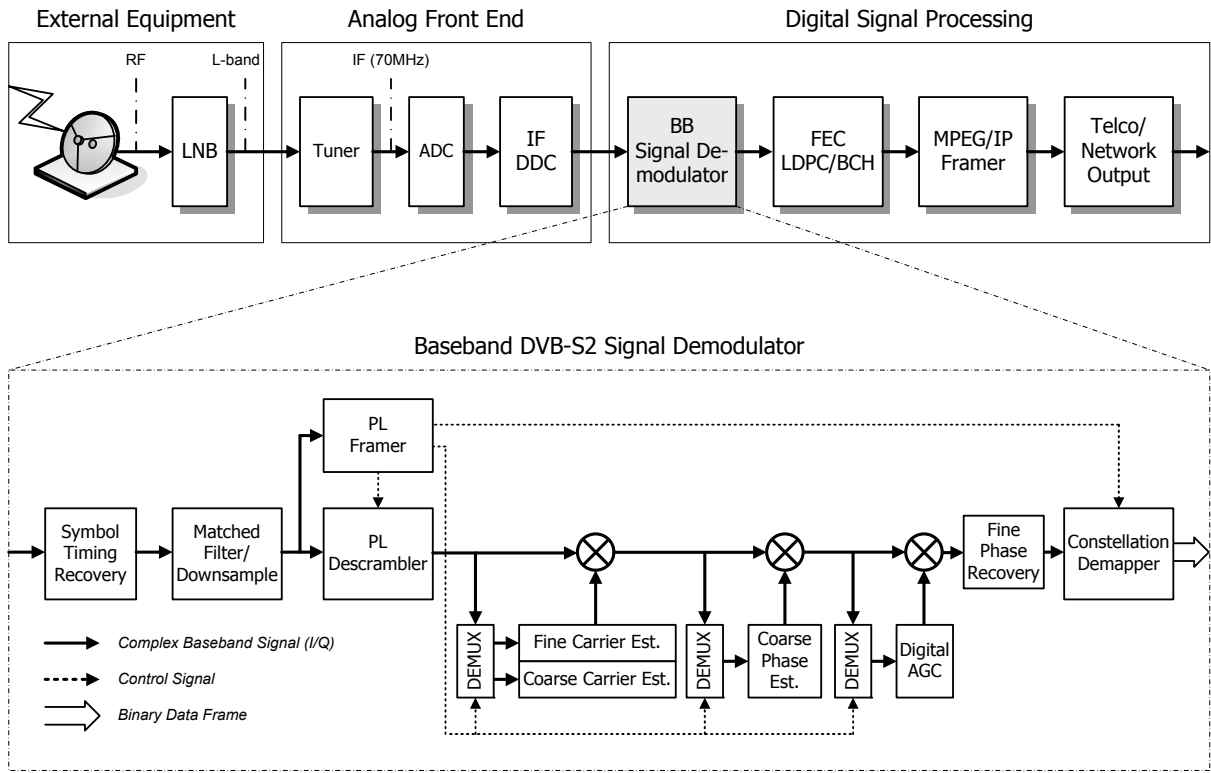 External Equipment
Analog Front End
Digital Signal Processing
RF
L-band
IF (70MHz)
LNB
Tuner
ADC
IF
DDC
BB
Signal De-
modulator
FEC
LDPC/BCH
MPEG/IP
Framer
Telco/
Network
Output
Baseband DVB-S2 Signal Demodulator
PL
Framer
Symbol
Timing
Recovery
Matched
Filter/
Downsample
PL
Descrambler
Fine
Phase
Recovery
Constellation
Demapper
DEMUX
Fine Carrier Est.
Coarse Carrier Est.
DEMUX
Coarse
Phase
Est.
DEMUX
Digital
AGC
Complex Baseband Signal (I/Q)
Control Signal
Binary Data Frame